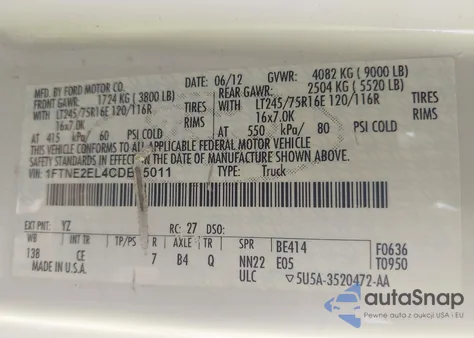 MFD. BY FORD MOTOR CO.
DATE: 06/12 GVWR: 4082 KG (9000 LB)
FRONT GAWR: 1724 KG (3800 LB) REAR GAWR: 2504 KG (5520 LB)
WITH LT245/75R16E 120/116R TIRES WITH LT245/75R16E 120/116R TIRES
16x7.0K RIMS 16x7.0K RIMS
AT 415 kPa/ 60 PSI COLD AT 550 kPa/ 80 PSI COLD
THIS VEHICLE CONFORMS TO ALL APPLICABLE FEDERAL MOTOR VEHICLE
SAFETY STANDARDS IN EFFECT ON THE DATE OF MANUFACTURE SHOWN ABOVE.
VIN: 1FTNE2EL4CD 5011 TYPE: Truck
EXT PNT: YZ RC: 27
WB INT TR TP/PS R AXLE TR SPR BE414 F0636
138 CE 7 B4 Q NN22 E05 T0950
MADE IN U.S.A. ULC ▽5U5A-3520472-AA
autoSnap
Pewne auta z aukcji USA i EU